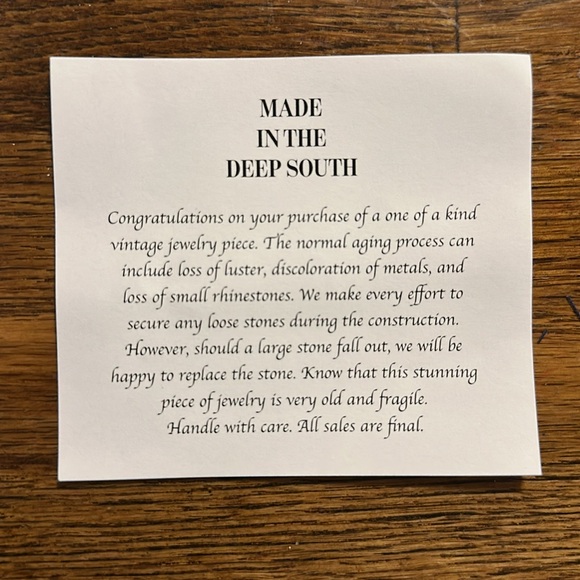 MADE
IN THE
DEEP SOUTH
Congratulations on your purchase of a one of a kind
vintage jewelry piece. The normal aging process can
include loss of luster, discoloration of metals, and
loss of small rhinestones. We make every effort to
secure any loose stones during the construction.
However, should a large stone fall out, we will be
happy to replace the stone. Know that this stunning
piece of jewelry is very old and fragile.
Handle with care. All sales are final.